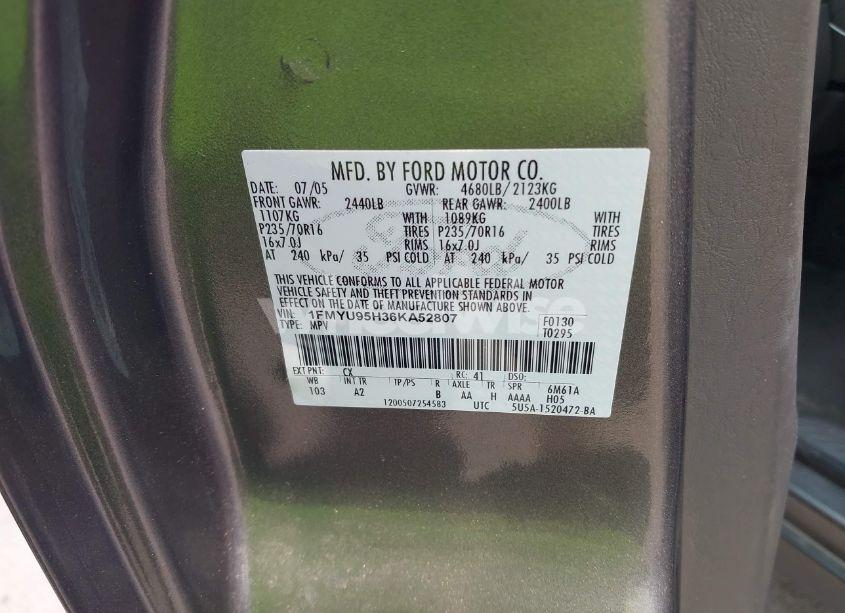 MFD. BY FORD MOTOR CO.
DATE: 07/05 GVWR: 4680LB/2123KG
FRONT GAWR: 2440LB REAR GAWR: 2400LB
1107KG WITH 1089KG WITH
P235/70R16 TIRES P235/70R16 TIRES
16x7.0J RIMS 16x7.0J RIMS
AT 240 kPa/ 35 PSI COLD AT 240 kPa/ 35 PSI COLD
THIS VEHICLE CONFORMS TO ALL APPLICABLE FEDERAL MOTOR
VEHICLE SAFETY AND THEFT PREVENTION STANDARDS IN
EFFECT ON THE DATE OF MANUFACTURE SHOWN ABOVE.
VIN: 1FMYU95H36KA52807 F0130
TYPE: MPV T0295
EXT PNT: CX RC: 41 DSO:
WB INT TR TP/PS R AXLE TR SPR 6M61A
103 A2 B AA H AAAA H05
1200507254583 UTC 5U5A-1520472-BA